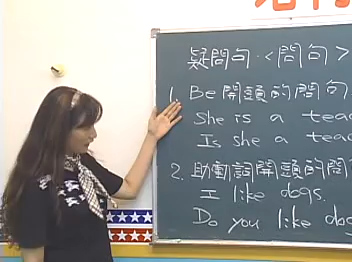 疑問句 <問句>
1. Be 開頭的問句
She is a teac
Is she a teac
2. 助動詞開頭的問
I like dogs.
Do you like dog